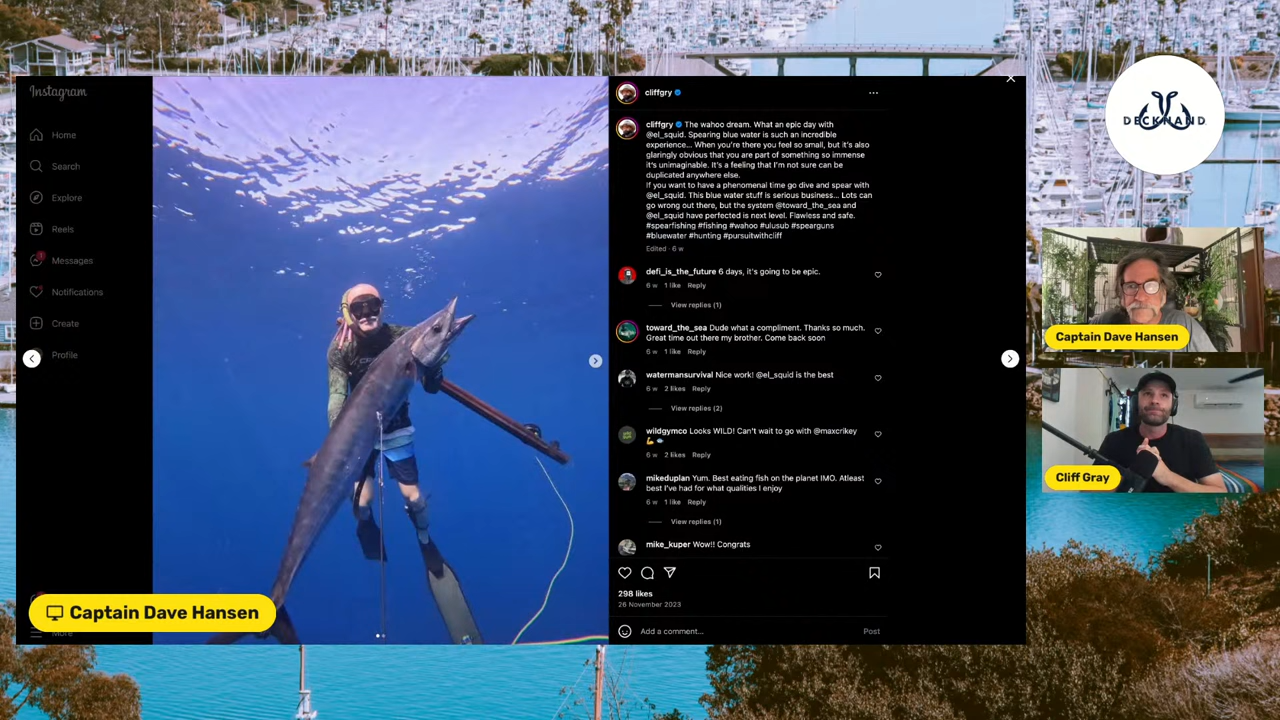 Instagram
Home
Search
Explore
Reels
Messages
Notifications
Create
Profile
More
Captain Dave Hansen
cliffgry
cliffgry The wahoo dream. What an epic day with
@el_squid. Spearing blue water is such an incredible
experience... When you're there you feel so small, but it's also
glaringly obvious that you are part of something so immense
it's unimaginable. It's a feeling that I'm not sure can be
duplicated anywhere else.
If you want to have a phenomenal time go dive and spear with
@el_squid. This blue water stuff is serious business... Lots can
go wrong out there, but the system @toward_the_sea and
@el_squid have perfected is next level. Flawless and safe.
#spearfishing #fishing #wahoo #ulusub #spearguns
#bluewater #hunting #pursuitwithcliff
Edited · 6 w
defi_is_the_future 6 days, it's going to be epic.
6 w 1 like Reply
View replies (1)
toward_the_sea Dude what a compliment. Thanks so much.
Great time out there my brother. Come back soon
6 w 1 like Reply
watermansurvival Nice work! @el_squid is the best
6 w 2 likes Reply
View replies (2)
wildgymco Looks WILD! Can't wait to go with @maxcrikey
6 w 2 likes Reply
mikeduplan Yum. Best eating fish on the planet IMO. Atleast
best I've had for what qualities I enjoy
6 w 1 like Reply
View replies (1)
mike_kuper Wow!! Congrats
298 likes
26 November 2023
Add a comment...
Post
DECKHAND
Captain Dave Hansen
Cliff Gray